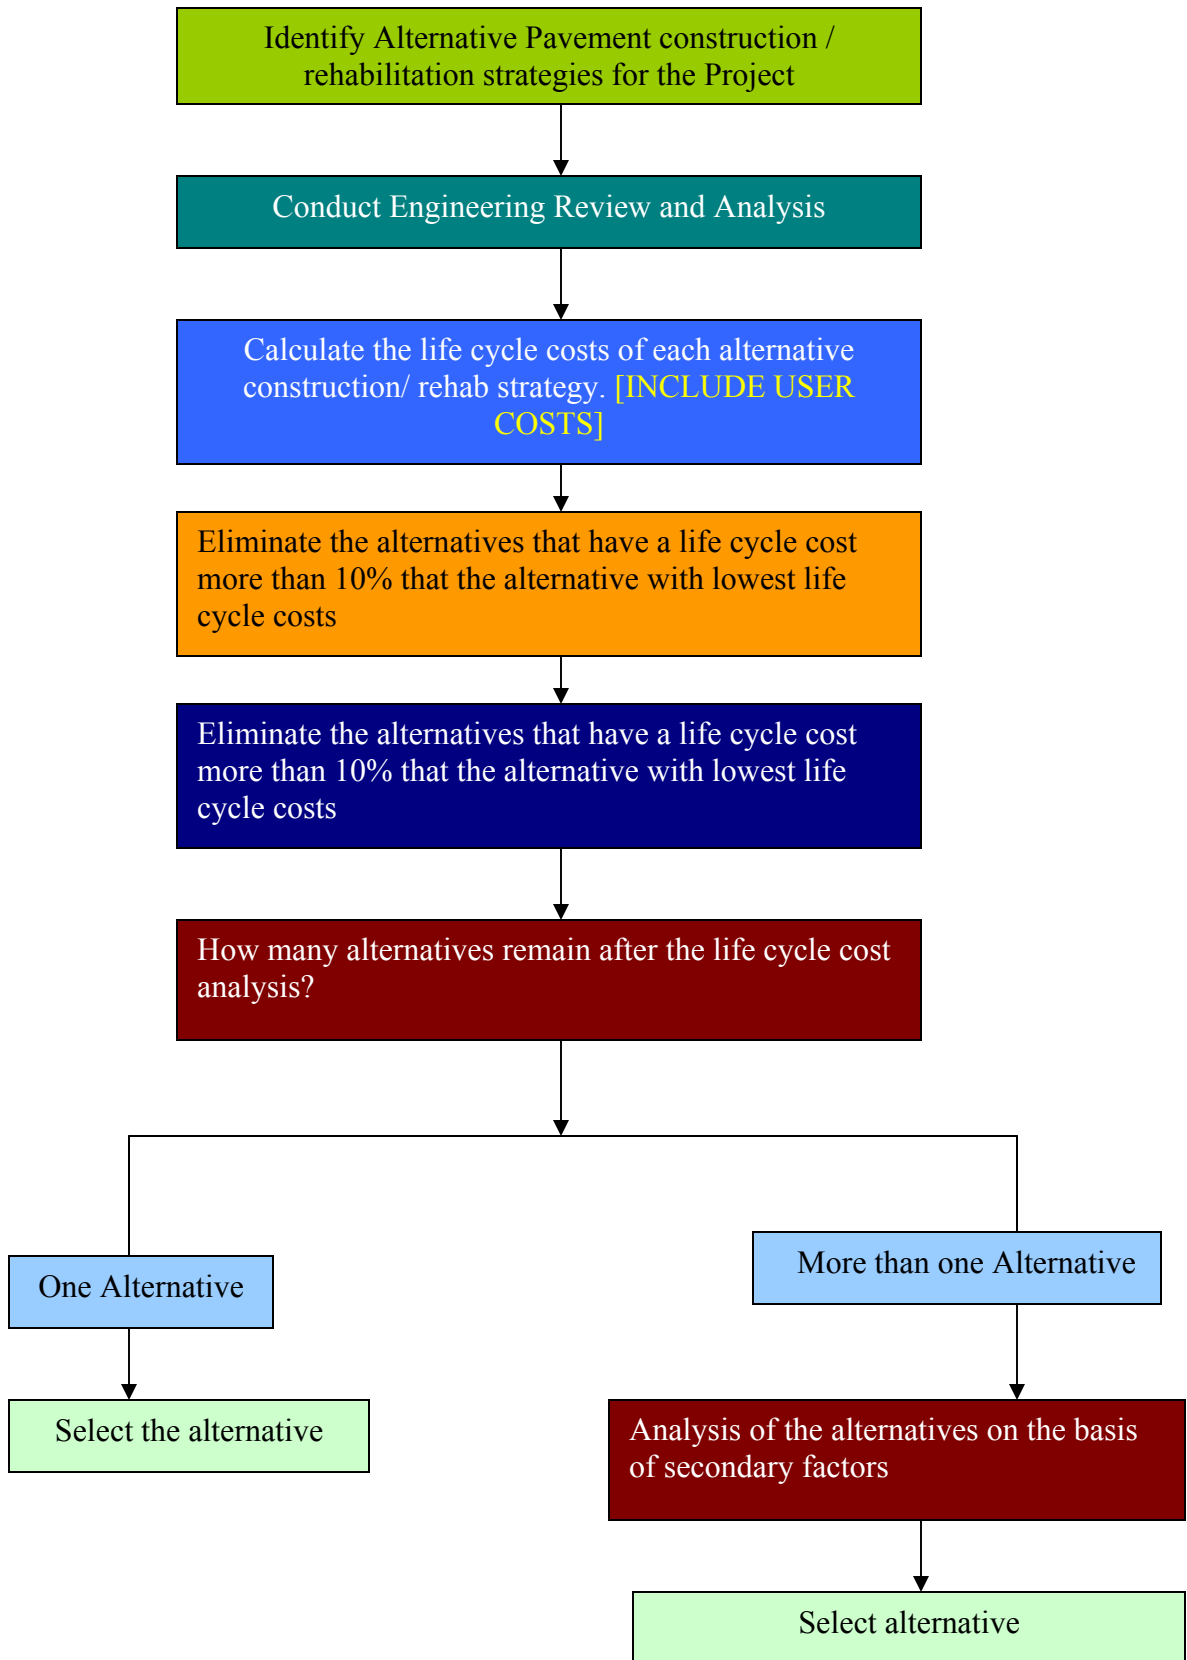 Identify Alternative Pavement construction /
rehabilitation strategies for the Project
Conduct Engineering Review and Analysis
Calculate the life cycle costs of each alternative
construction/ rehab strategy. [INCLUDE USER
COSTS]
Eliminate the alternatives that have a life cycle cost
more than 10% that the alternative with lowest life
cycle costs
Eliminate the alternatives that have a life cycle cost
more than 10% that the alternative with lowest life
cycle costs
How many alternatives remain after the life cycle cost
analysis?
One Alternative
More than one Alternative
Select the alternative
Analysis of the alternatives on the basis
of secondary factors
Select alternative